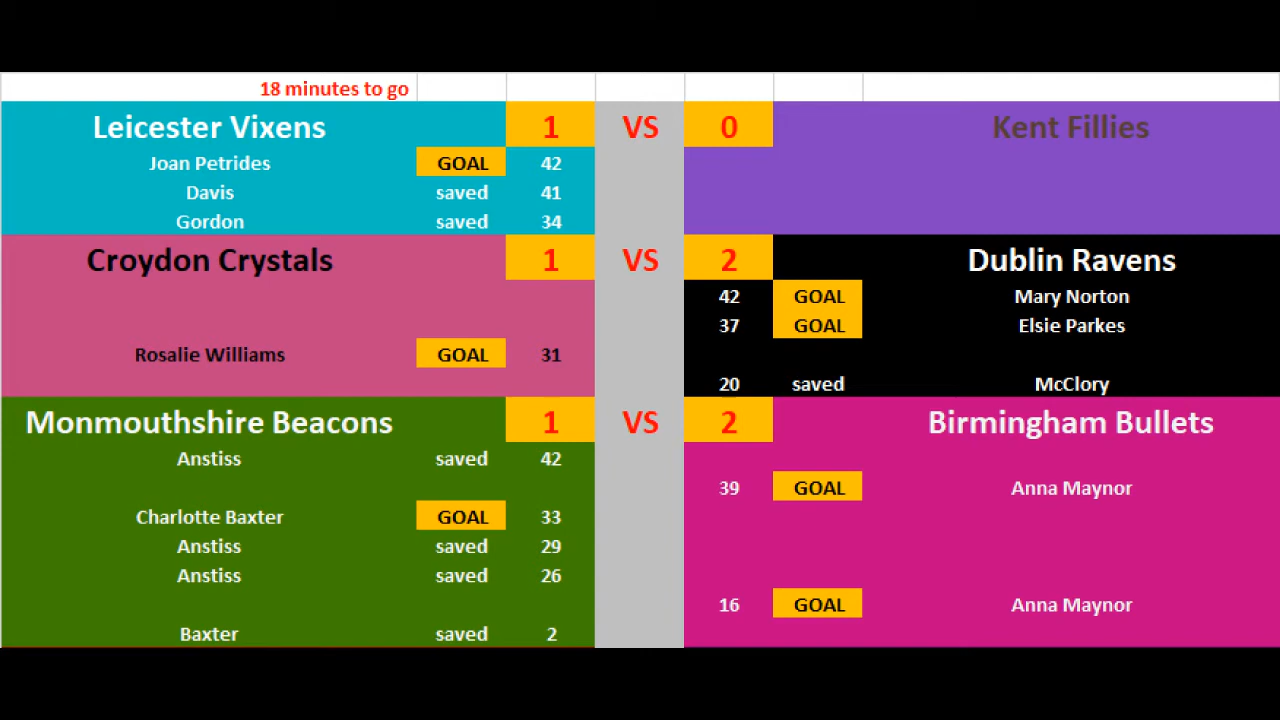 18 minutes to go
Leicester Vixens 1 VS 0 Kent Fillies
Joan Petrides GOAL 42
Davis saved 41
Gordon saved 34
Croydon Crystals 1 VS 2 Dublin Ravens
42 GOAL Mary Norton
37 GOAL Elsie Parkes
Rosalie Williams GOAL 31
20 saved McClory
Monmouthshire Beacons 1 VS 2 Birmingham Bullets
Anstiss saved 42
39 GOAL Anna Maynor
Charlotte Baxter GOAL 33
Anstiss saved 29
Anstiss saved 26
16 GOAL Anna Maynor
Baxter saved 2